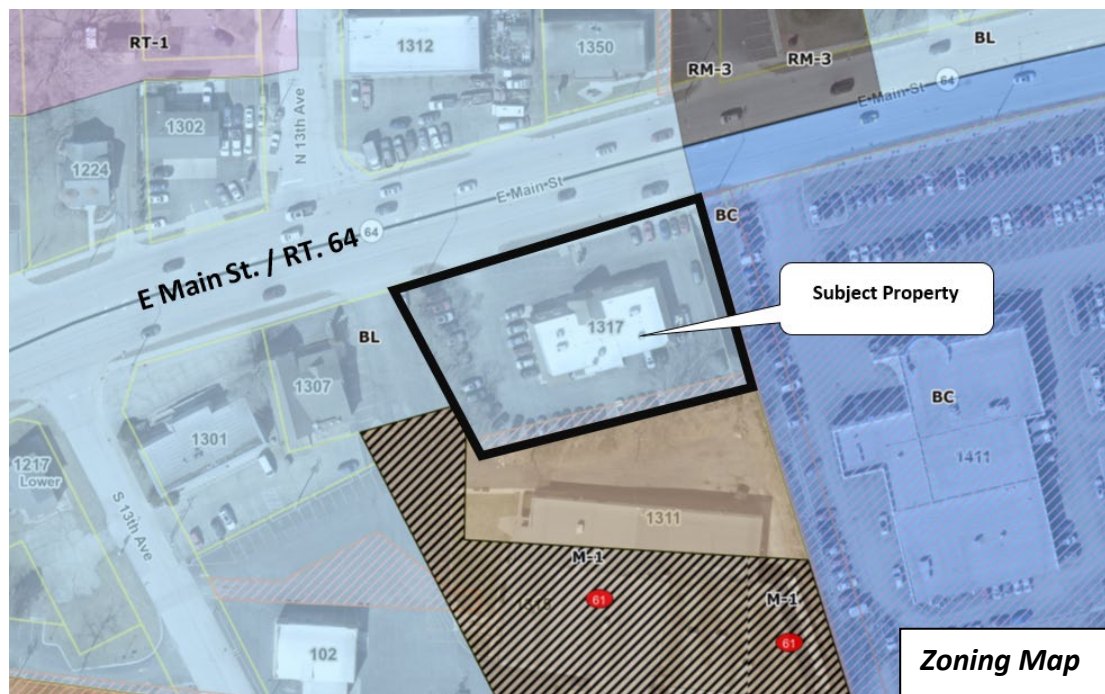 RT-1
1312
1350
BL
RM-3
RM-3
64
E Main St
1302
N 13th Ave
1224
E Main St
BC
64
E Main St. / RT. 64
Subject Property
1317
BL
1307
BC
1411
1301
1217
Lower
S 13th Ave
1311
M-1
61
M-1
61
102
Zoning Map